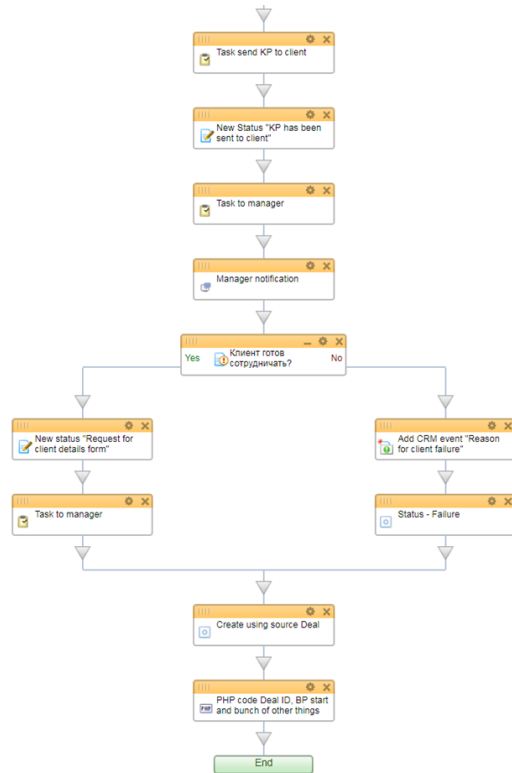 Task send KP to client
New Status "KP has been
sent to client"
Task to manager
Manager notification
Yes
Клиент готов
сотрудничать?
No
New status "Request for
client details form"
Add CRM event "Reason
for client failure"
Task to manager
Status - Failure
Create using source Deal
PHP code Deal ID, BP start
and bunch of other things
PHP
End